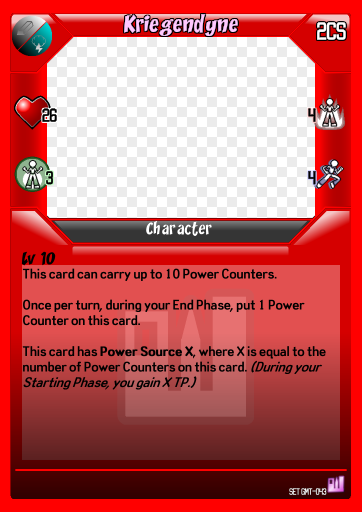 Kriegendyne
2CS
26
4
3
4
Character
Lv 10
This card can carry up to 10 Power Counters.
Once per turn, during your End Phase, put 1 Power
Counter on this card.
This card has Power Source X, where X is equal to the
number of Power Counters on this card. (During your
Starting Phase, you gain X TP.)
SET GMT-043